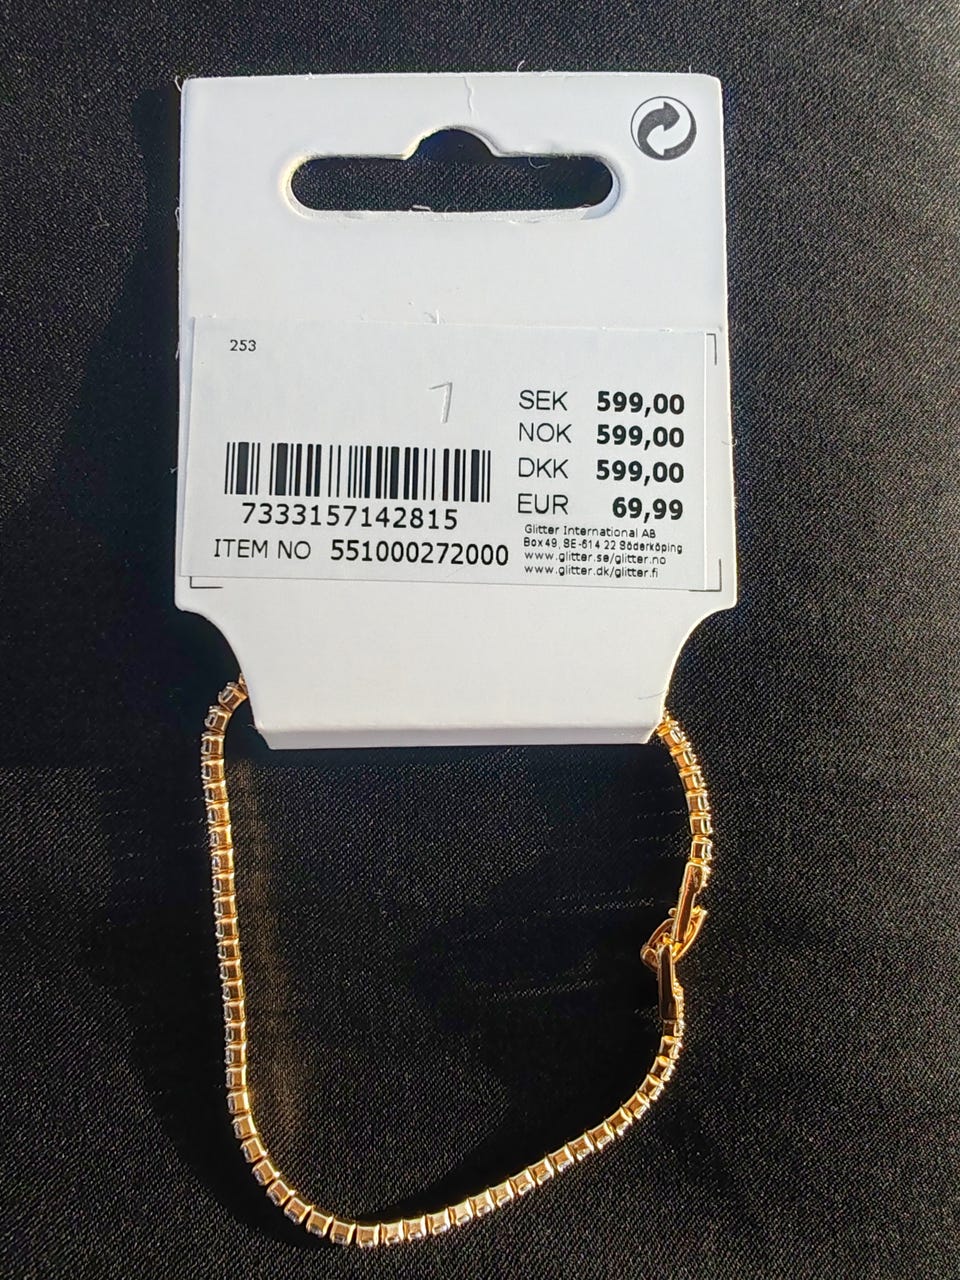 253
7
SEK 599,00
NOK 599,00
DKK 599,00
EUR 69,99
7333157142815
ITEM NO 551000272000
Glitter International AB
Box 49, SE-614 22 Söderköping
www.glitter.se/glitter.no
www.glitter.dk/glitter.fi